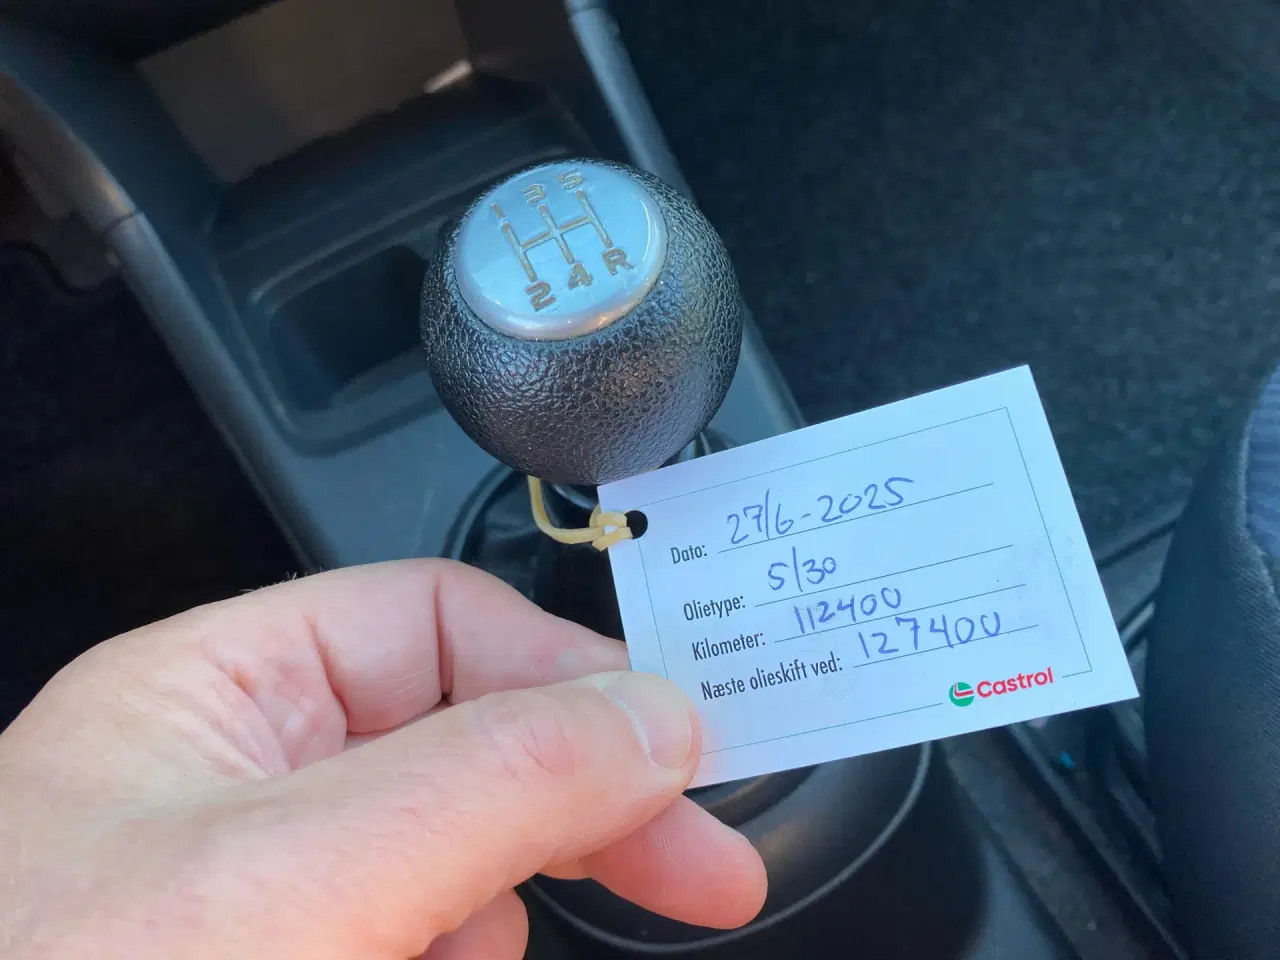 1 3 5
2 4 R
Dato: 27/6-2025
Olietype: 5/30
Kilometer: 112400
Næste olieskift ved: 127400
Castrol